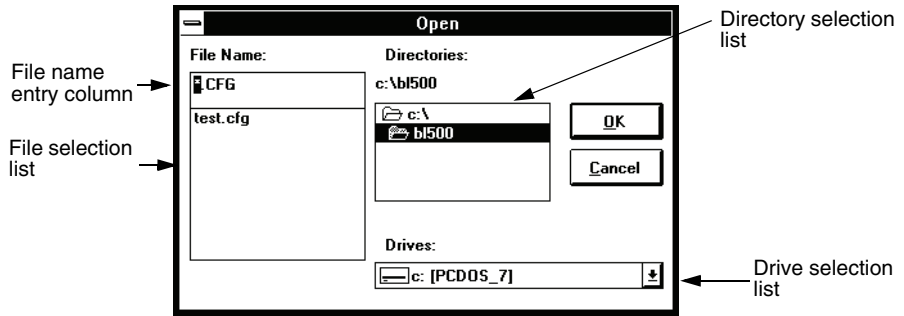 Open
Directory selection
list
File Name:
Directories:
File name
entry column
*.CFG
c:\bl500
test.cfg
c:\
bl500
OK
Cancel
File selection
list
Drives:
c: [PCDOS_7]
Drive selection
list